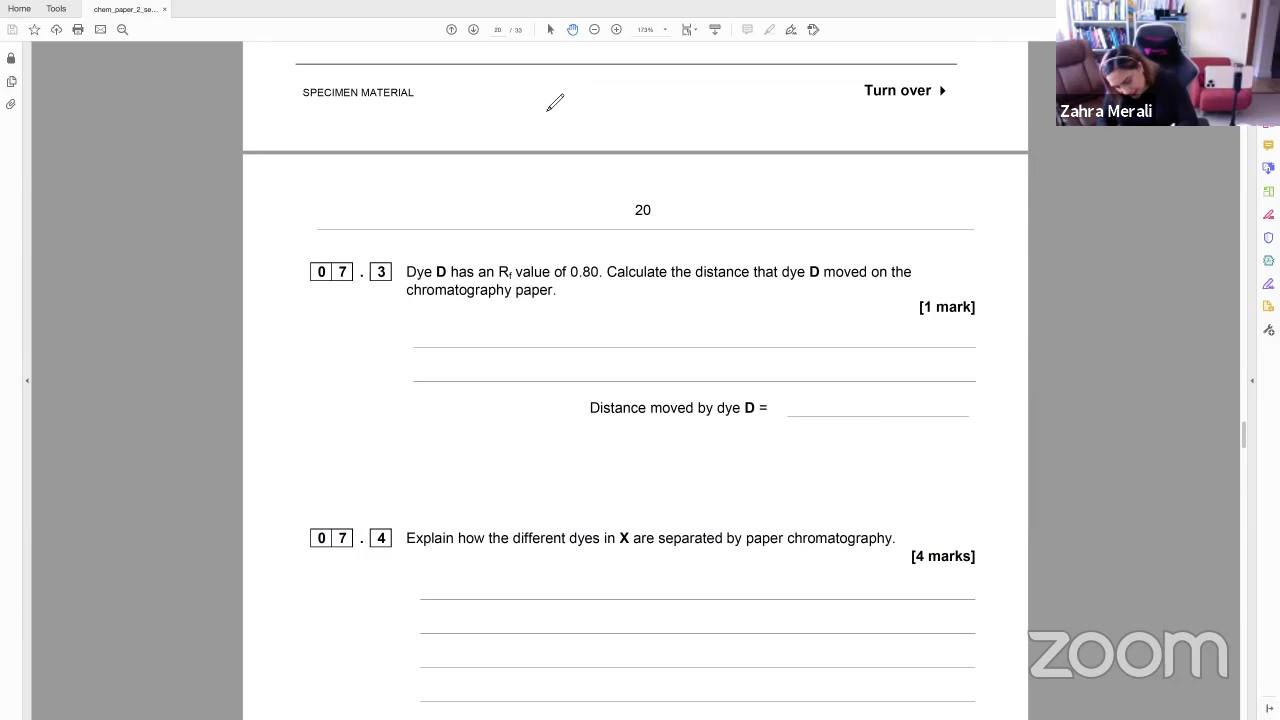 Home Tools chem_paper_2_se... ×
20 / 33 173%
SPECIMEN MATERIAL
Turn over
Zahra Merali
20
0 7 . 3 Dye D has an Rf value of 0.80. Calculate the distance that dye D moved on the
chromatography paper.
[1 mark]
Distance moved by dye D =
0 7 . 4 Explain how the different dyes in X are separated by paper chromatography.
[4 marks]
zoom